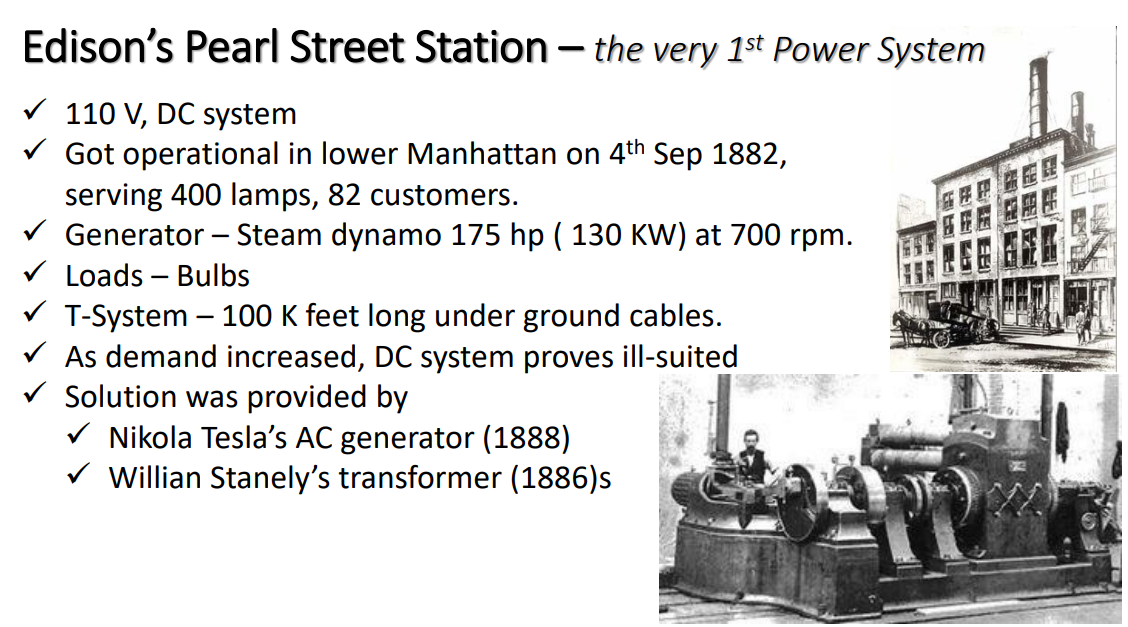 Edison's Pearl Street Station – the very 1st Power System
✓ 110 V, DC system
✓ Got operational in lower Manhattan on 4th Sep 1882,
serving 400 lamps, 82 customers.
✓ Generator – Steam dynamo 175 hp ( 130 KW) at 700 rpm.
✓ Loads – Bulbs
✓ T-System – 100 K feet long under ground cables.
✓ As demand increased, DC system proves ill-suited
✓ Solution was provided by
✓ Nikola Tesla's AC generator (1888)
✓ Willian Stanely's transformer (1886)s